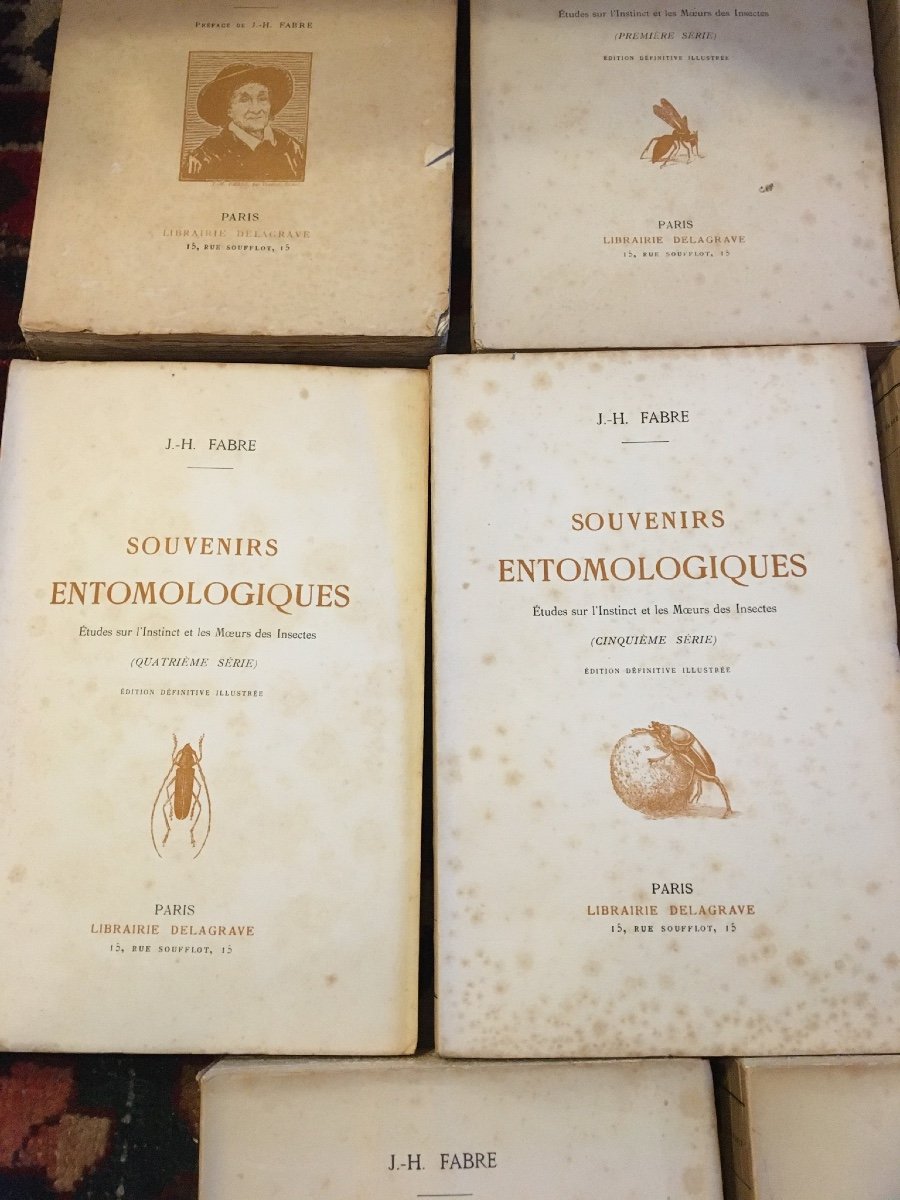 PRÉFACE DE J.-H. FABRE
PARIS
LIBRAIRIE DELAGRAVE
15, RUE SOUFFLOT, 15
Études sur l'Instinct et les Mœurs des Insectes
(PREMIÈRE SÉRIE)
ÉDITION DÉFINITIVE ILLUSTRÉE
PARIS
LIBRAIRIE DELAGRAVE
15, RUE SOUFFLOT, 15
J.-H. FABRE
SOUVENIRS
ENTOMOLOGIQUES
Études sur l'Instinct et les Mœurs des Insectes
(QUATRIÈME SÉRIE)
ÉDITION DÉFINITIVE ILLUSTRÉE
PARIS
LIBRAIRIE DELAGRAVE
15, RUE SOUFFLOT, 15
J.-H. FABRE
SOUVENIRS
ENTOMOLOGIQUES
Études sur l'Instinct et les Mœurs des Insectes
(CINQUIÈME SÉRIE)
ÉDITION DÉFINITIVE ILLUSTRÉE
PARIS
LIBRAIRIE DELAGRAVE
15, RUE SOUFFLOT, 15
J.-H. FABRE